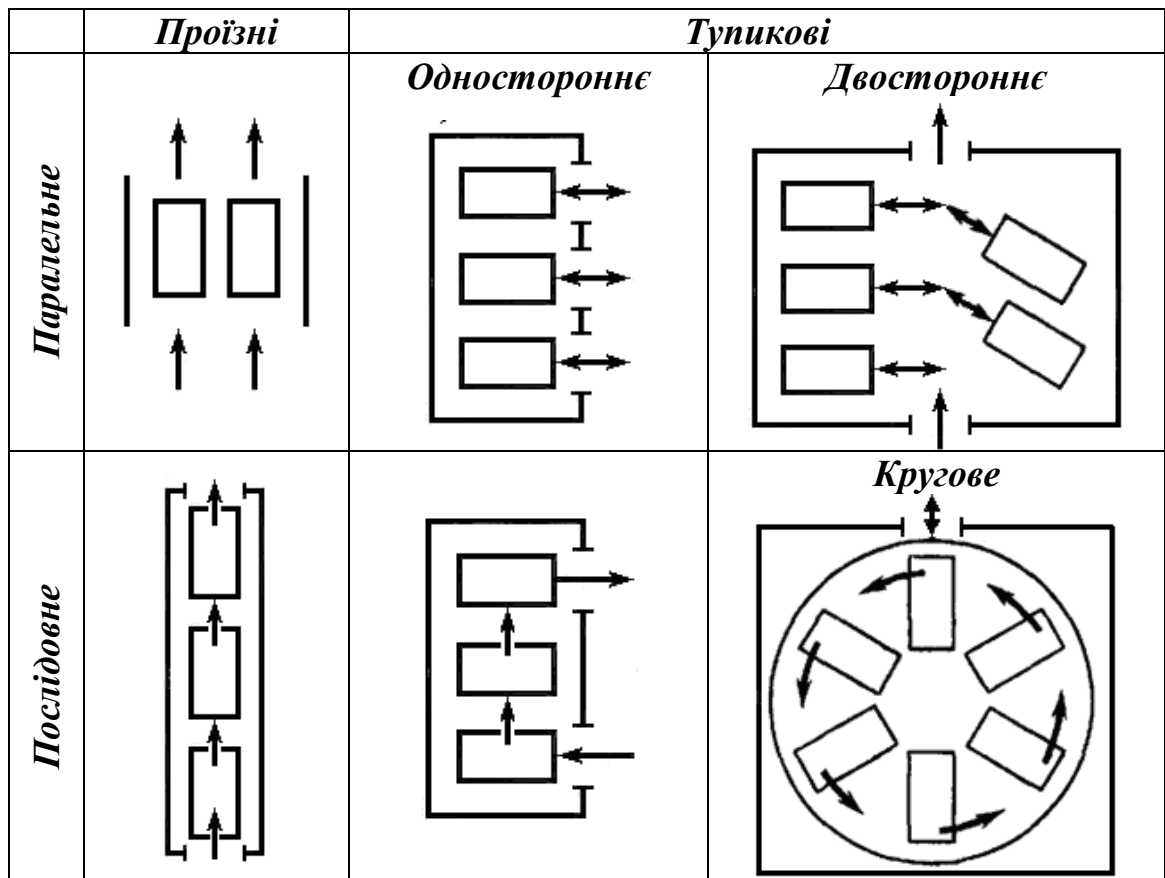 Проїзні
Тупикові
Одностороннє
Двостороннє
Паралельне
Кругове
Послідовне